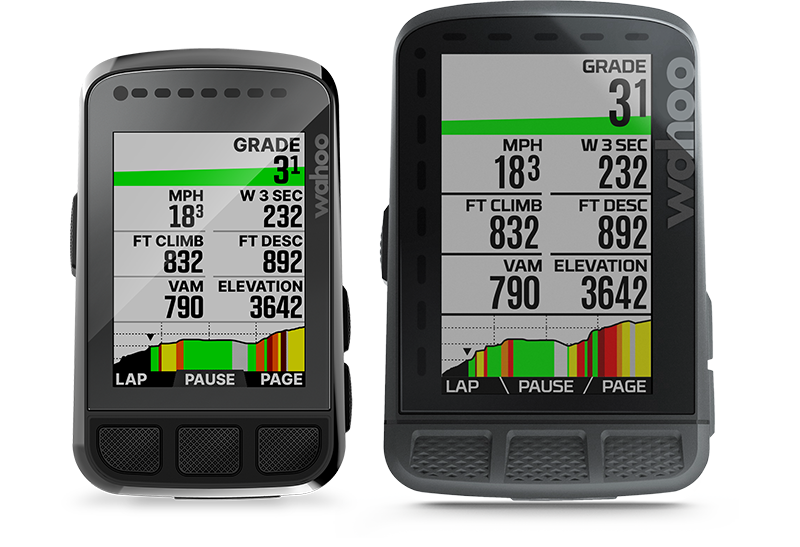 GRADE
3¹
wahoo
MPH W 3 SEC
18³ 232
FT CLIMB FT DESC
832 892
VAM ELEVATION
790 3642
LAP PAUSE PAGE
GRADE
3¹
wahoo
MPH W 3 SEC
18³ 232
FT CLIMB FT DESC
832 892
VAM ELEVATION
790 3642
LAP \ PAUSE / PAGE